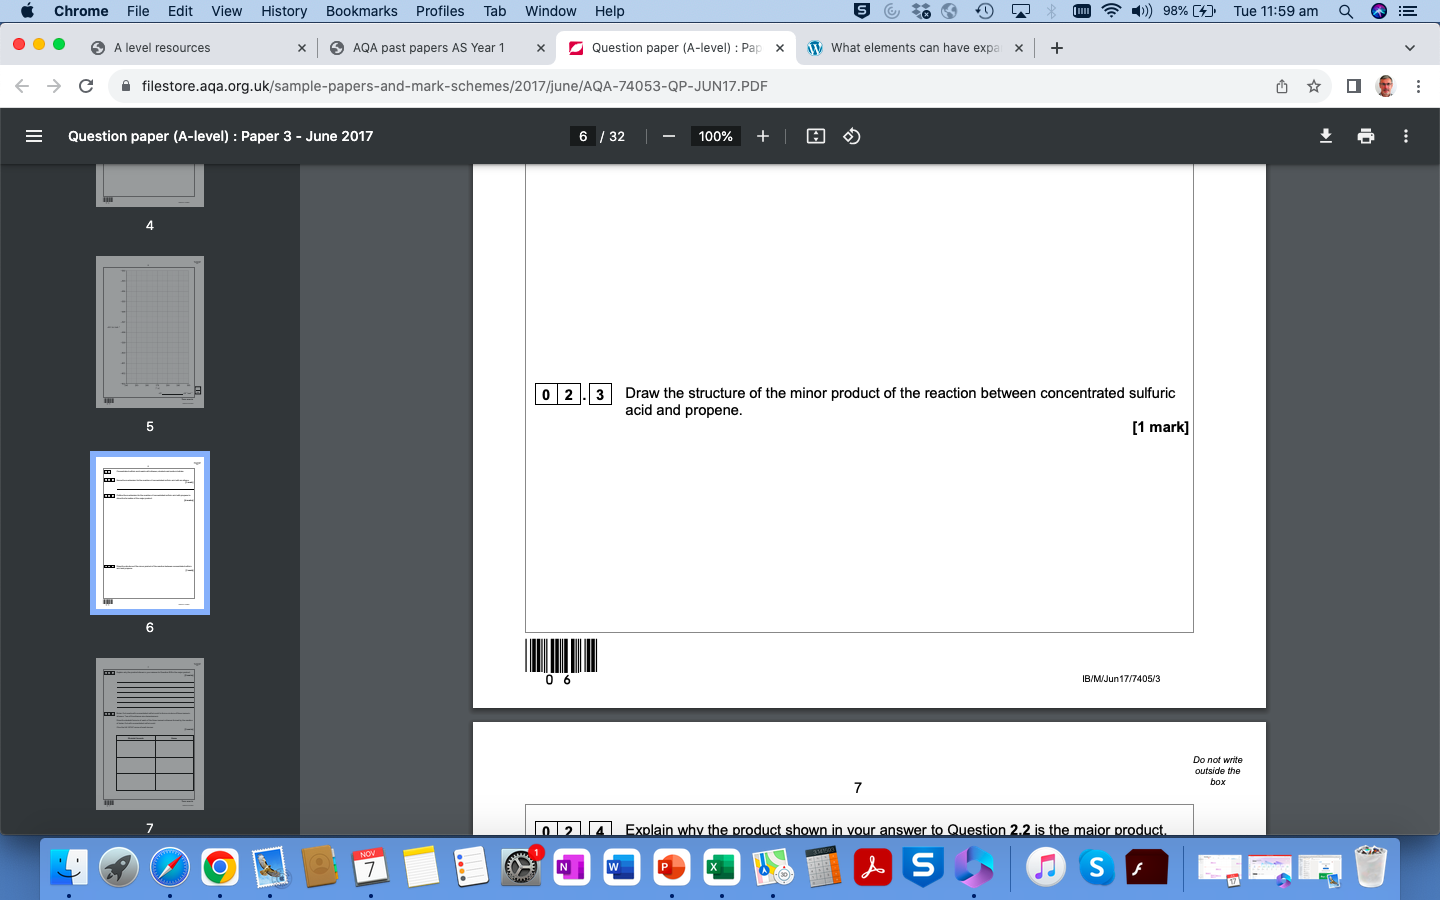 Chrome File Edit View History Bookmarks Profiles Tab Window Help 98% Tue 11:59 am
A level resources
AQA past papers AS Year 1
Question paper (A-level) : Pap
What elements can have expa
filestore.aqa.org.uk/sample-papers-and-mark-schemes/2017/june/AQA-74053-QP-JUN17.PDF
Question paper (A-level) : Paper 3 - June 2017
6 / 32
100%
4
5
6
7
0 2 . 3 Draw the structure of the minor product of the reaction between concentrated sulfuric
acid and propene.
[1 mark]
0 6
IB/M/Jun17/7405/3
Do not write
outside the
box
7
0 2 . 4 Explain why the product shown in your answer to Question 2.2 is the major product.
NOV
7
1
N
W
P
X
3D
S
S
17